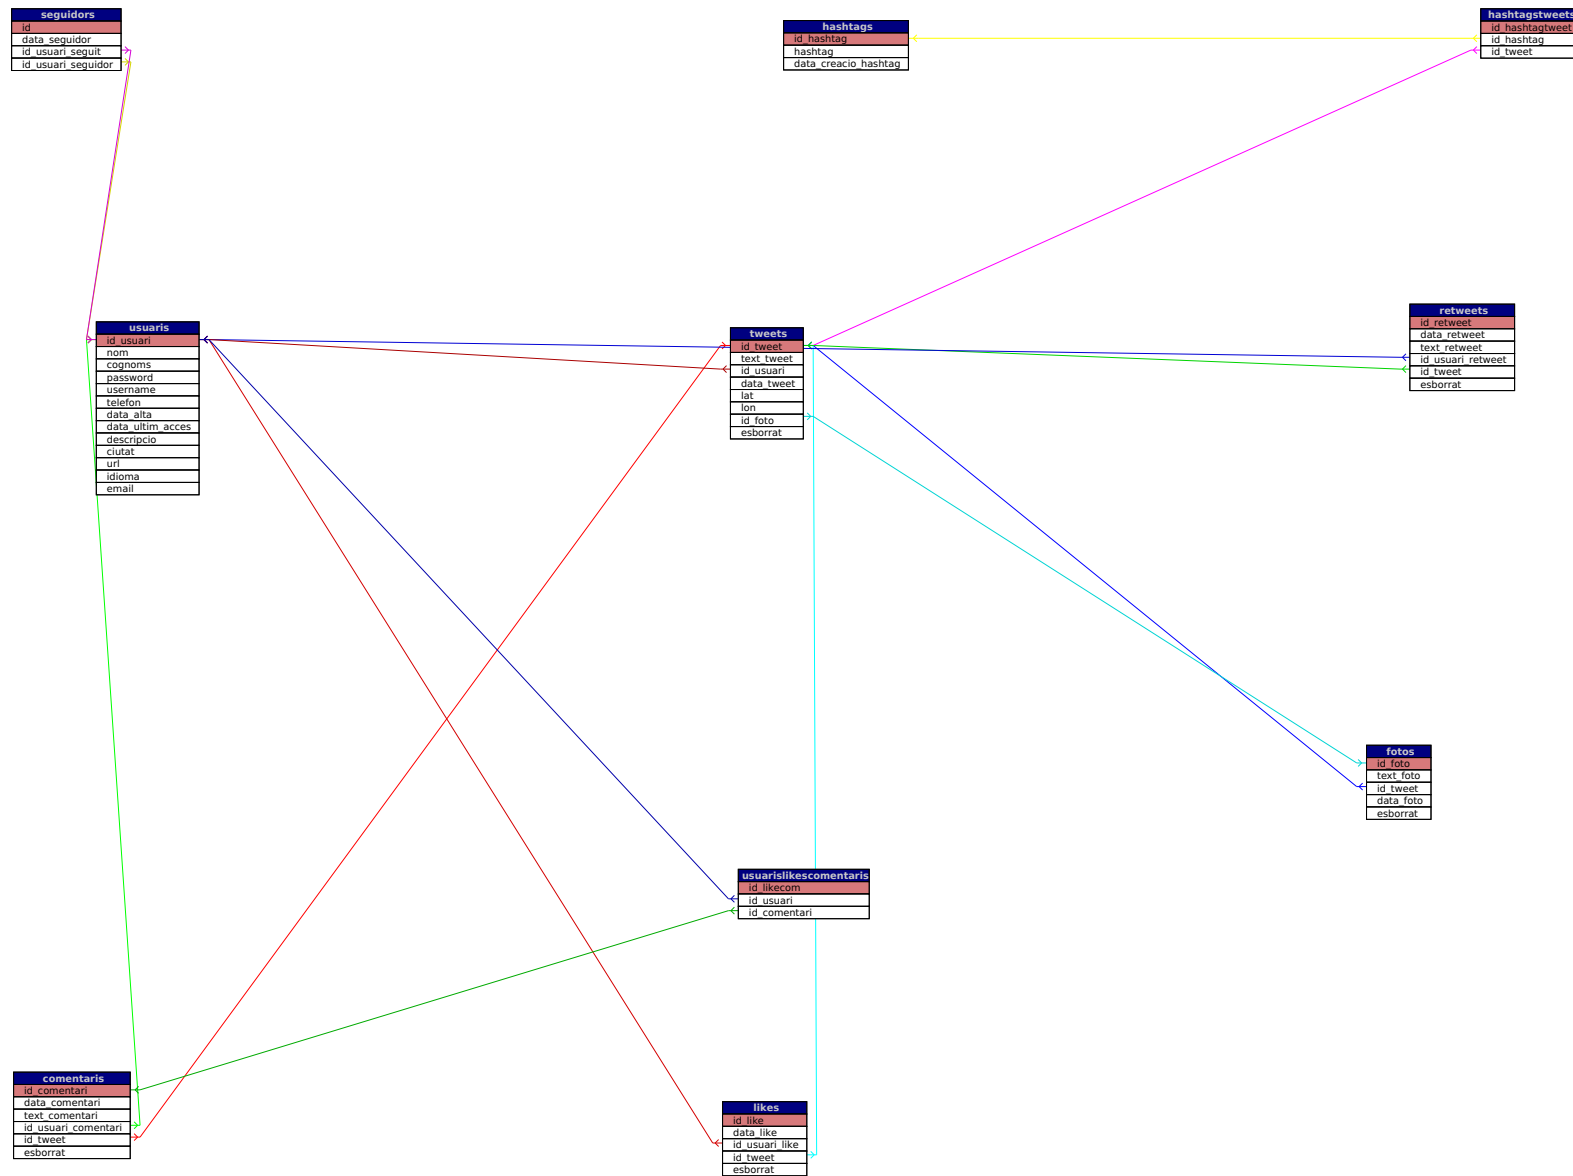 seguidors
id
data_seguidor
id_usuari_seguit
id_usuari_seguidor
hashtags
id_hashtag
hashtag
data_creacio_hashtag
hashtagstweets
id_hashtagtweet
id_hashtag
id_tweet
usuaris
id_usuari
nom
cognoms
password
username
telefon
data_alta
data_ultim_acces
descripcio
ciutat
url
idioma
email
tweets
id_tweet
text_tweet
id_usuari
data_tweet
lat
lon
id_foto
esborrat
retweets
id_retweet
data_retweet
text_retweet
id_usuari_retweet
id_tweet
esborrat
fotos
id_foto
text_foto
id_tweet
data_foto
esborrat
usuarislikescomentaris
id_likecom
id_usuari
id_comentari
comentaris
id_comentari
data_comentari
text_comentari
id_usuari_comentari
id_tweet
esborrat
likes
id_like
data_like
id_usuari_like
id_tweet
esborrat